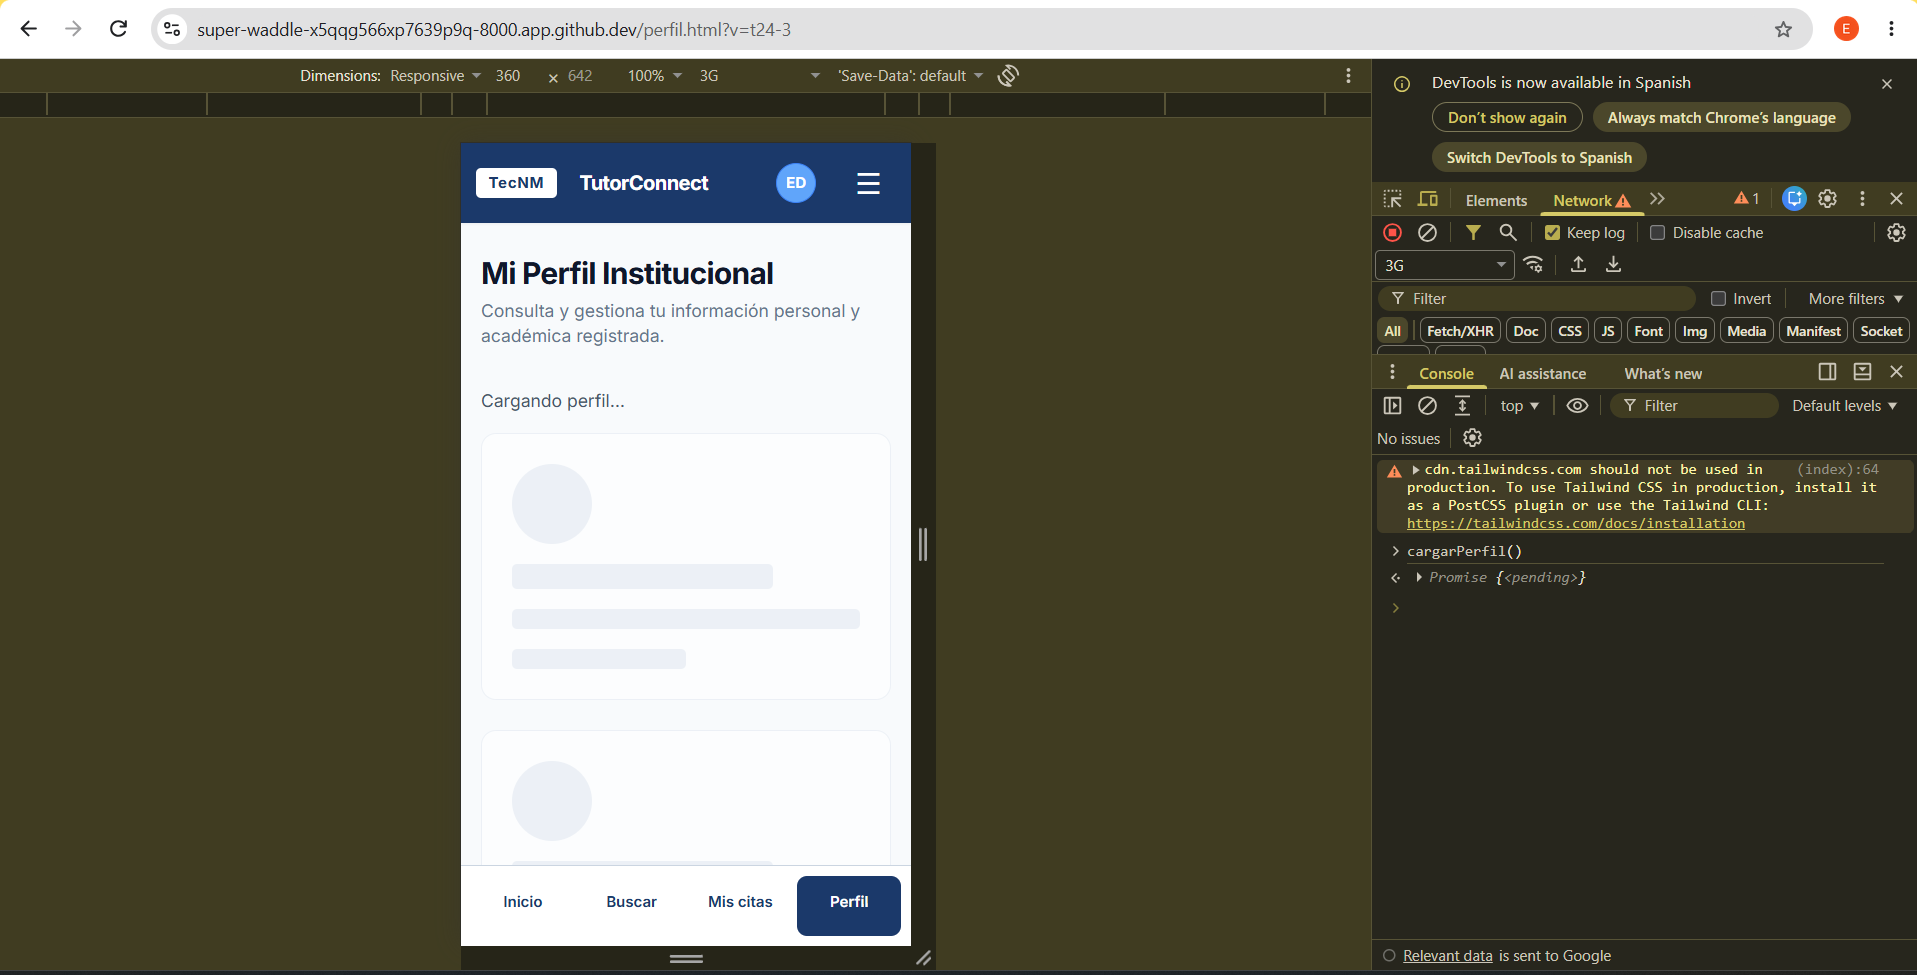 super-waddle-x5qqg566xp7639p9q-8000.app.github.dev/perfil.html?v=t24-3
E
Dimensions: Responsive 360 × 642 100% 3G 'Save-Data': default
TecNM TutorConnect ED
Mi Perfil Institucional
Consulta y gestiona tu información personal y
académica registrada.
Cargando perfil...
Inicio Buscar Mis citas Perfil
DevTools is now available in Spanish
Don't show again Always match Chrome's language
Switch DevTools to Spanish
Elements Network 1
Keep log Disable cache
3G
Filter Invert More filters
All Fetch/XHR Doc CSS JS Font Img Media Manifest Socket
Console AI assistance What's new
top Filter Default levels
No issues
cdn.tailwindcss.com should not be used in (index):64
production. To use Tailwind CSS in production, install it
as a PostCSS plugin or use the Tailwind CLI:
https://tailwindcss.com/docs/installation
cargarPerfil()
Promise {<pending>}
Relevant data is sent to Google